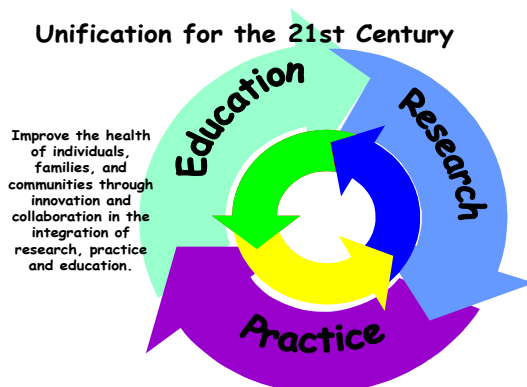 Unification for the 21st Century
Education
Research
Improve the health
of individuals,
families, and
communities through
innovation and
collaboration in the
integration of
research, practice
and education.
Practice